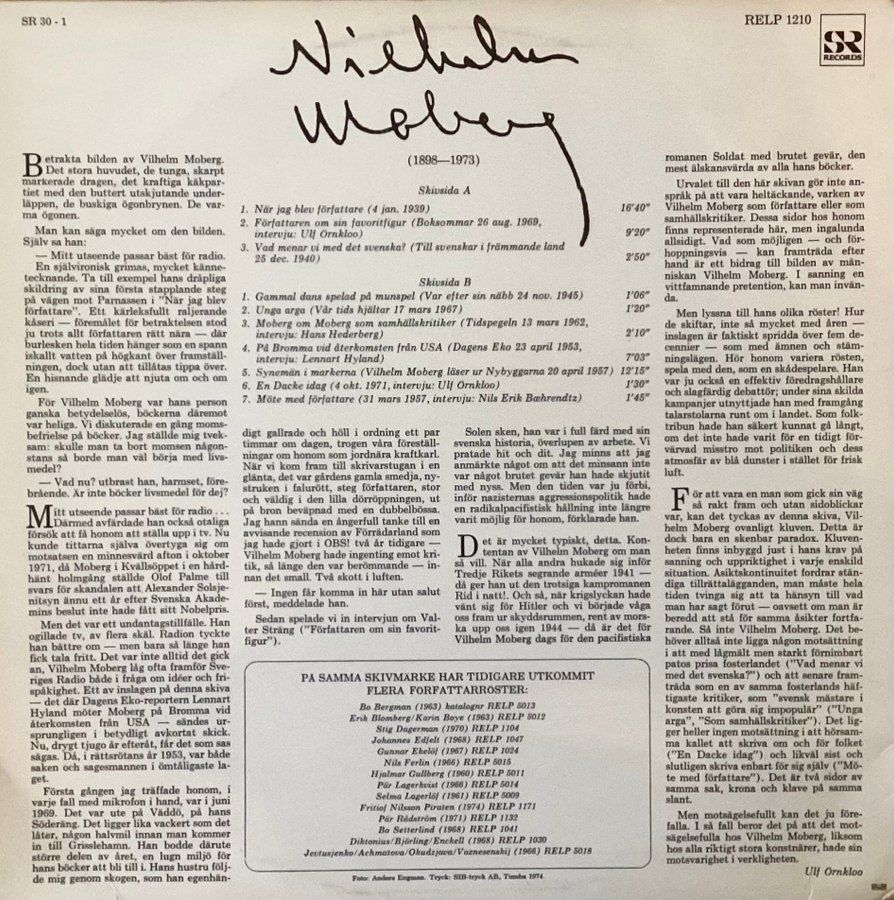 SR 30 - 1
RELP 1210
SR
RECORDS
Vilhelm
Moberg
(1898—1973)
Skivsida A
1. När jag blev författare (4 jan. 1939) 16'40"
2. Författaren om sin favoritfigur (Boksommar 26 aug. 1969,
intervju: Ulf Ornkloo) 9'20"
3. Vad menar vi med det svenska? (Till svenskar i främmande land
25 dec. 1940) 2'50"
Skivsida B
1. Gammal dans spelad på munspel (Var efter sin näbb 24 nov. 1945) 1'06"
2. Unga arga (Vår tids hjältar 17 mars 1967) 1'20"
3. Moberg om Moberg som samhällskritiker (Tidspegeln 13 mars 1962,
intervju: Hans Hederberg) 2'10"
4. På Bromma vid återkomsten från USA (Dagens Eko 23 april 1953,
intervju: Lennart Hyland) 7'03"
5. Synemän i markerna (Vilhelm Moberg läser ur Nybyggarna 20 april 1957) 12'15"
6. En Dacke idag (4 okt. 1971, intervju: Ulf Ornkloo) 1'30"
7. Möte med författare (31 mars 1957, intervju: Nils Erik Bæhrendtz) 1'45"
Betrakta bilden av Vilhelm Moberg.
Det stora huvudet, de tunga, skarpt
markerade dragen, det kraftiga käkpar-
tiet med den buttert utskjutande under-
läppen, de buskiga ögonbrynen. De var-
ma ögonen.
Man kan säga mycket om den bilden.
Själv sa han:
— Mitt utseende passar bäst för radio.
En självironisk grimas, mycket känne-
tecknande. Ta till exempel hans dråpliga
skildring av sina första stapplande steg
på vägen mot Parnassen i "När jag blev
författare". Ett kärleksfullt raljerande
kåseri — föremålet för betraktelsen stod
ju trots allt författaren rätt nära — där
burlesken hela tiden hänger som en spann
iskallt vatten på högkant över framställ-
ningen, dock utan att tillåtas tippa över.
En hisnande glädje att njuta om och om
igen.
För Vilhelm Moberg var hans person
ganska betydelselös, böckerna däremot
var heliga. Vi diskuterade en gång moms-
befrielse på böcker. Jag ställde mig tvek-
sam: skulle man ta bort momsen någon-
stans så borde man väl börja med livs-
medel?
— Vad nu? utbrast han, harmset, före-
brående. Är inte böcker livsmedel för dej?
Mitt utseende passar bäst för radio . . .
Därmed avfärdade han också otaliga
försök att få honom att ställa upp i tv. Nu
kunde tittarna själva övertyga sig om
motsatsen en minnesvärd afton i oktober
1971, då Moberg i Kvällsöppet i en hård-
hänt holmgång ställde Olof Palme till
svars för skandalen att Alexander Solsje-
nitsyn ännu ett år efter Svenska Akade-
mins beslut inte hade fått sitt Nobelpris.
Men det var ett undantagstillfälle. Han
ogillade tv, av flera skäl. Radion tyckte
han bättre om — men bara så länge han
fick tala fritt. Det var inte alltid det gick
an, Vilhelm Moberg låg ofta framför Sve-
riges Radio både i fråga om idéer och fri-
språkighet. Ett av inslagen på denna skiva
— det där Dagens Eko-reportern Lennart
Hyland möter Moberg på Bromma vid
återkomsten från USA — sändes ur-
sprungligen i betydligt avkortat skick.
Nu, drygt tjugo år efteråt, får det som sas
sägas. Då, i rättsrötans år 1953, var både
saken och sagesmannen i ömtåligaste la-
get.
Första gången jag träffade honom, i
varje fall med mikrofon i hand, var i juni
1969. Det var ute på Väddö, på hans
Söderäng. Det ligger lika vackert som det
låter, någon halvmil innan man kommer
in till Grisslehamn. Han bodde därute
större delen av året, en lugn miljö för
hans böcker att bli till i. Hans hustru följ-
de mig genom skogen, som han egenhän-
digt gallrade och höll i ordning ett par
timmar om dagen, trogen våra föreställ-
ningar om honom som jordnära kraftkarl.
När vi kom fram till skrivarstugan i en
glänta, det var gårdens gamla smedja, ny-
struken i falurött, steg författaren, stor
och väldig i den lilla dörröppningen, ut
på bron beväpnad med en dubbelbössa.
Jag hann sända en ångerfull tanke till en
avvisande recension av Förrädarland som
jag hade gjort i OBS! två år tidigare —
Vilhelm Moberg hade ingenting emot kri-
tik, så länge den var berömmande — in-
nan det small. Två skott i luften.
— Ingen får komma in här utan salut
först, meddelade han.
Sedan spelade vi in intervjun om Val-
ter Sträng ("Författaren om sin favorit-
figur").
Solen sken, han var i full färd med sin
svenska historia, överlupen av arbete. Vi
pratade hit och dit. Jag minns att jag
anmärkte något om att det minsann inte
var något brutet gevär han hade skjutit
med nyss. Men den tiden var ju förbi,
inför nazisternas aggressionspolitik hade
en radikalpacifistisk hållning inte längre
varit möjlig för honom, förklarade han.
Det är mycket typiskt, detta. Kon-
tentan av Vilhelm Moberg om man
så vill. När alla andra hukade sig inför
Tredje Rikets segrande arméer 1941 —
då ger han ut den trotsiga kampromanen
Rid i natt!. Och så, när krigslyckan hade
vänt sig för Hitler och vi började våga
oss fram ur skyddsrummen, rent av mors-
ka upp oss igen 1944 — då är det för
Vilhelm Moberg dags för den pacifistiska
romanen Soldat med brutet gevär, den
mest älskansvärda av alla hans böcker.
Urvalet till den här skivan gör inte an-
språk på att vara heltäckande, varken av
Vilhelm Moberg som författare eller som
samhällskritiker. Dessa sidor hos honom
finns representerade här, men ingalunda
allsidigt. Vad som möjligen — och för-
hoppningsvis — kan framträda efter
hand är ett bidrag till bilden av män-
niskan Vilhelm Moberg. I sanning en
vittfamnande pretention, kan man invän-
da.
Men lyssna till hans olika röster! Hur
de skiftar, inte så mycket med åren —
inslagen är faktiskt spridda över fem de-
cennier — som med ämnen och stäm-
ningslägen. Hör honom variera rösten,
spela med den, som en skådespelare. Han
var ju också en effektiv föredragshållare
och slagfärdig debattör; under sina skilda
kampanjer utnyttjade han med framgång
talarstolarna runt om i landet. Som folk-
tribun hade han säkert kunnat gå långt,
om det inte hade varit för en tidigt för-
värvad misstro mot politiken och dess
atmosfär av blå dunster i stället för frisk
luft.
För att vara en man som gick sin väg
så rakt fram och utan sidoblickar
var, kan det tyckas av denna skiva, Vil-
helm Moberg ovanligt kluven. Detta är
dock bara en skenbar paradox. Kluven-
heten finns inbyggd just i hans krav på
sanning och uppriktighet i varje enskild
situation. Åsiktskontinuitet fordrar stän-
diga tillrättalägganden, man måste hela
tiden tvinga sig att ta hänsyn till vad
man har sagt förut — oavsett om man är
beredd att stå för samma åsikter fortfa-
rande. Så inte Vilhelm Moberg. Det be-
höver alltså inte ligga någon motsättning
i att med lågmält men starkt förnimbart
patos prisa fosterlandet ("Vad menar vi
med det svenska?") och att senare fram-
träda som en av samma fosterlands häf-
tigaste kritiker, som "svensk mästare i
konsten att göra sig impopulär" ("Unga
arga", "Som samhällskritiker"). Det lig-
ger heller ingen motsättning i att hörsam-
ma kallet att skriva om och för folket
("En Dacke idag") och likväl sist och
slutligen skriva enbart för sig själv ("Mö-
te med författare"). Det är två sidor av
samma sak, krona och klave på samma
slant.
Men motsägelsefullt kan det ju före-
falla. I så fall beror det på att det mot-
sägelsefulla hos Vilhelm Moberg, liksom
hos alla riktigt stora konstnärer, hade sin
motsvarighet i verkligheten.
Ulf Ornkloo
PÅ SAMMA SKIVMÄRKE HAR TIDIGARE UTKOMMIT
FLERA FÖRFATTARRÖSTER:
Bo Bergman (1963) katalognr RELP 5013
Erik Blomberg/Karin Boye (1963) RELP 5012
Stig Dagerman (1970) RELP 1104
Johannes Edfelt (1968) RELP 1047
Gunnar Ekelöf (1967) RELP 1024
Nils Ferlin (1966) RELP 5015
Hjalmar Gullberg (1960) RELP 5011
Pär Lagerkvist (1966) RELP 5014
Selma Lagerlöf (1961) RELP 5009
Fritiof Nilsson Piraten (1974) RELP 1171
Pär Rådström (1971) RELP 1132
Bo Setterlind (1968) RELP 1041
Diktonius/Björling/Enckell (1968) RELP 1030
Jevtusjenko/Achmatova/Okudzjava/Voznesenskij (1966) RELP 5018
Foto: Anders Engman. Tryck: SIB-tryck AB, Tumba 1974